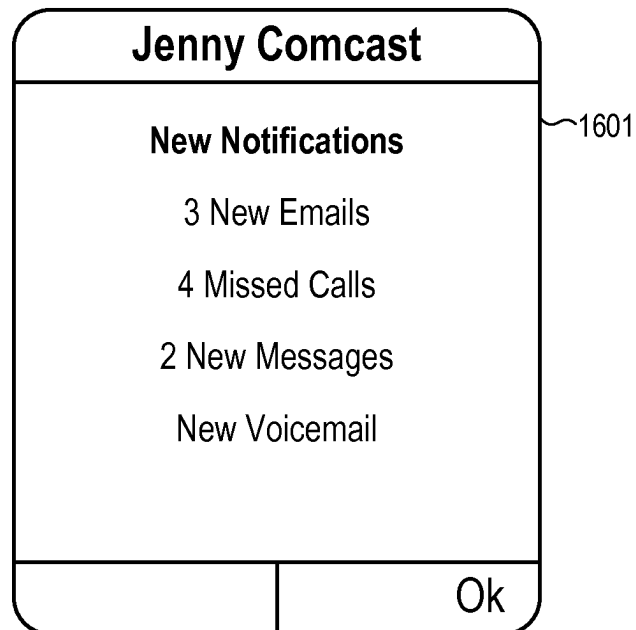 Jenny Comcast
1601
New Notifications
3 New Emails
4 Missed Calls
2 New Messages
New Voicemail
Ok